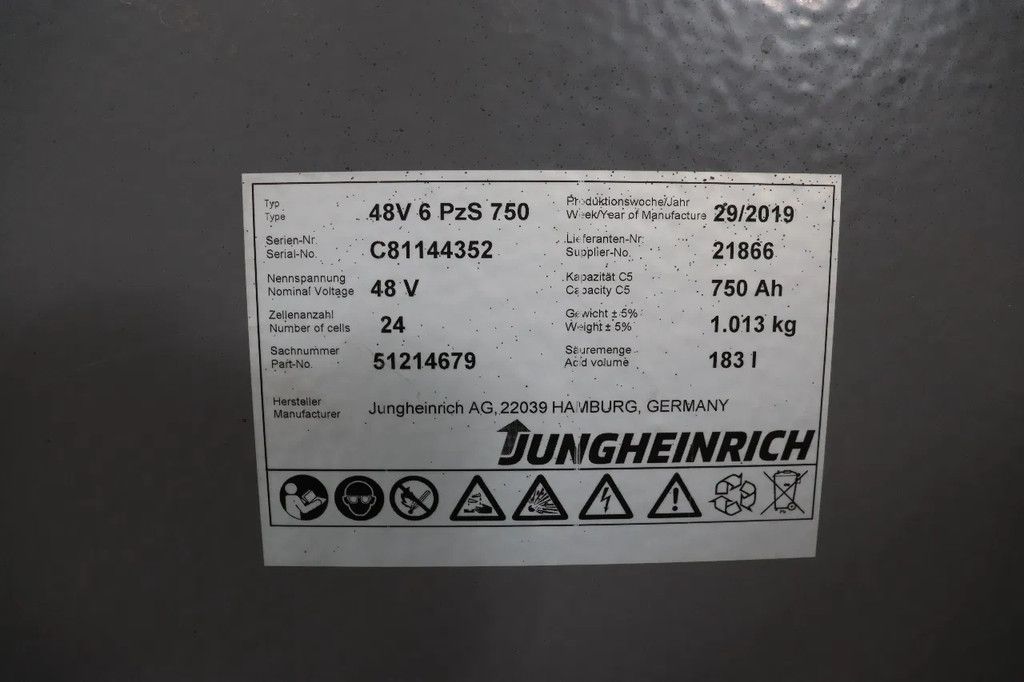 Typ
Type 48V 6 PzS 750
Produktionswoche/Jahr
Week/Year of Manufacture 29/2019
Serien-Nr.
Serial-No. C81144352
Lieferanten-Nr.
Supplier-No. 21866
Nennspannung
Nominal Voltage 48 V
Kapazität C5
Capacity C5 750 Ah
Zellenanzahl
Number of cells 24
Gewicht ± 5%
Weight ± 5% 1.013 kg
Sachnummer
Part-No. 51214679
Säuremenge
Acid volume 183 l
Hersteller
Manufacturer Jungheinrich AG, 22039 HAMBURG, GERMANY
JUNGHEINRICH
Pb